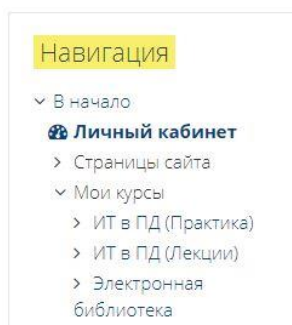 Навигация
В начало
Личный кабинет
Страницы сайта
Мои курсы
ИТ в ПД (Практика)
ИТ в ПД (Лекции)
Электронная
библиотека